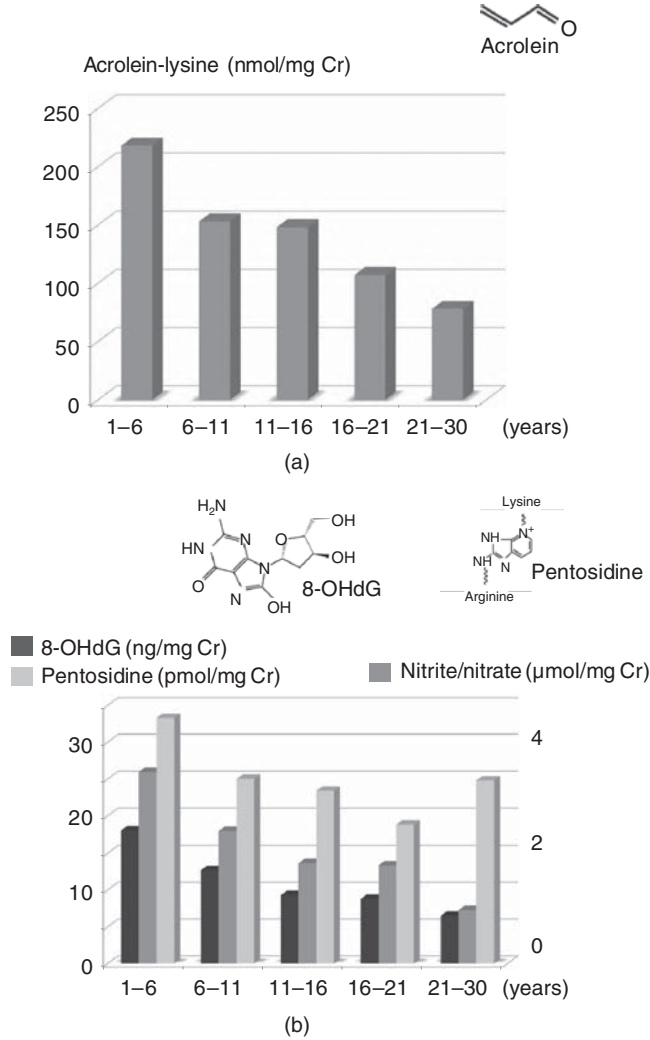 O
Acrolein
Acrolein-lysine (nmol/mg Cr)
250
200
150
100
50
0
1–6 6–11 11–16 16–21 21–30 (years)
(a)
H₂N
HN N
O N
N OH
O OH
OH
8-OHdG
Lysine
NH N⁺
NH N
Pentosidine
Arginine
8-OHdG (ng/mg Cr)
Pentosidine (pmol/mg Cr)
Nitrite/nitrate (μmol/mg Cr)
30
20
10
0
4
2
0
1–6 6–11 11–16 16–21 21–30 (years)
(b)